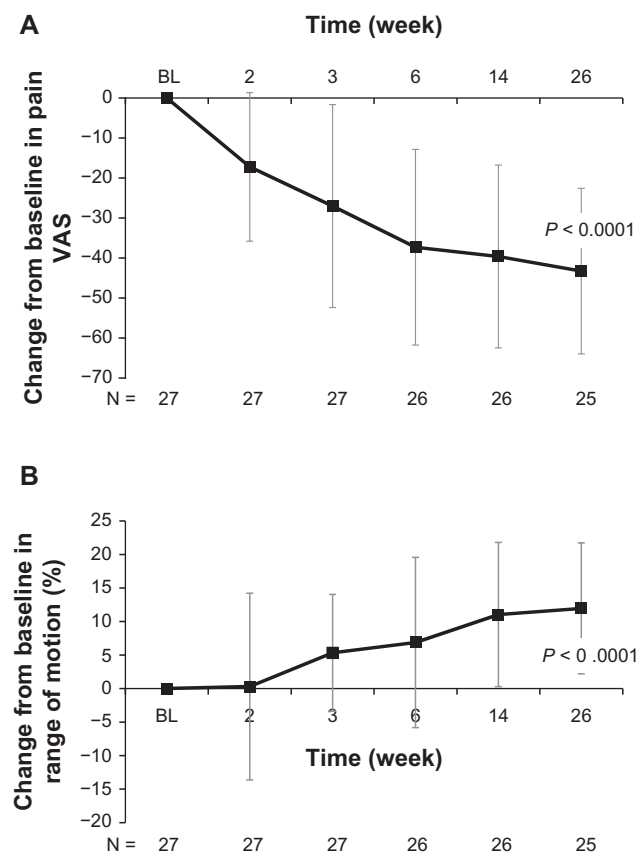 A
Time (week)
BL 2 3 6 14 26
0
−10
−20
−30
−40
−50
−60
−70
Change from baseline in pain
VAS
P < 0.0001
N = 27 27 27 26 26 25
B
25
20
15
10
5
0
−5
−10
−15
−20
Change from baseline in
range of motion (%)
P < 0 .0001
BL 2 3 6 14 26
Time (week)
N = 27 27 27 26 26 25